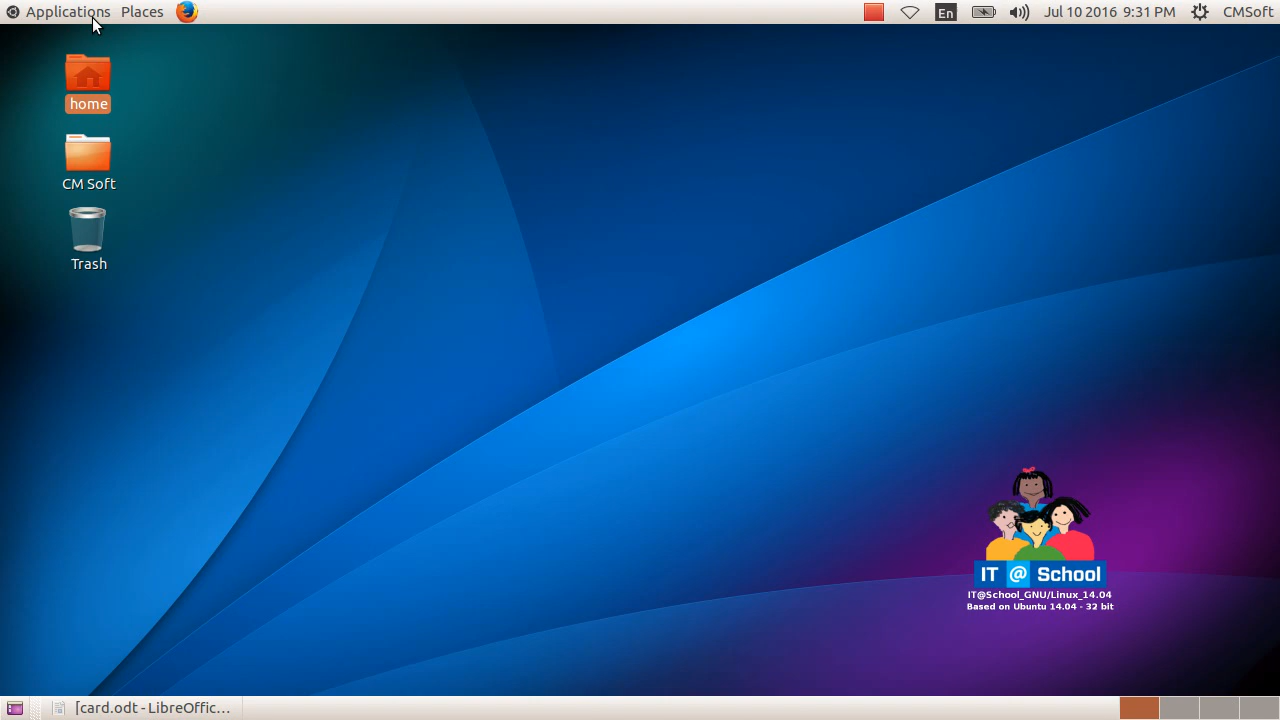 Applications Places En Jul 10 2016 9:31 PM CMSoft
home
CM Soft
Trash
IT @ School
IT@School_GNU/Linux_14.04
Based on Ubuntu 14.04 - 32 bit
[card.odt - LibreOffic...